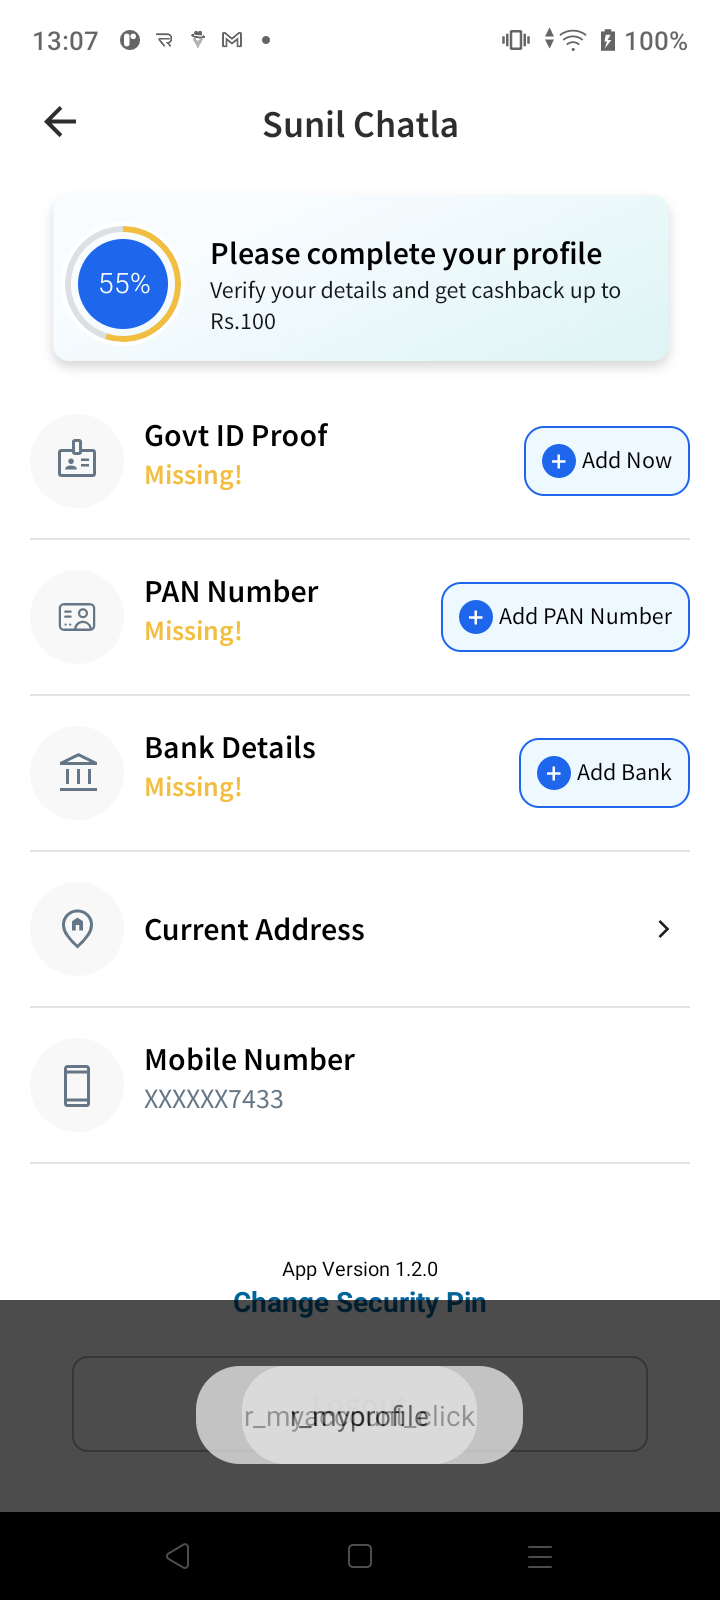 13:07
100%
Sunil Chatla
55%
Please complete your profile
Verify your details and get cashback up to
Rs.100
Govt ID Proof
Missing!
Add Now
PAN Number
Missing!
Add PAN Number
Bank Details
Missing!
Add Bank
Current Address
Mobile Number
XXXXXX7433
App Version 1.2.0
Change Security Pin
r_myprofile